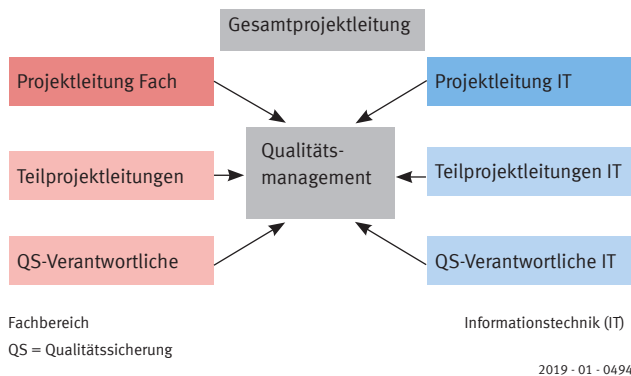 Gesamtprojektleitung
Projektleitung Fach
Projektleitung IT
Qualitäts-
management
Teilprojektleitungen
Teilprojektleitungen IT
QS-Verantwortliche
QS-Verantwortliche IT
Fachbereich
Informationstechnik (IT)
QS = Qualitätssicherung
2019 - 01 - 0494